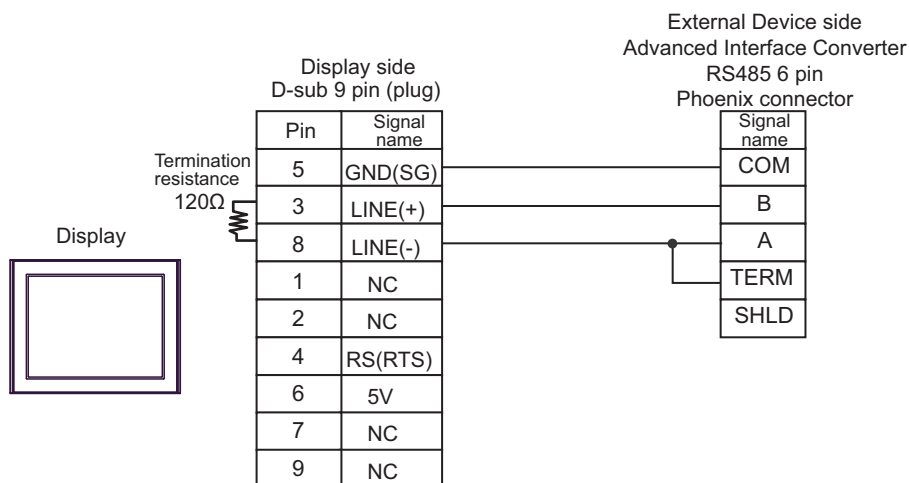 External Device side
Advanced Interface Converter
RS485 6 pin
Phoenix connector
Display side
D-sub 9 pin (plug)
Pin Signal name
5 GND(SG)
3 LINE(+)
8 LINE(-)
1 NC
2 NC
4 RS(RTS)
6 5V
7 NC
9 NC
Termination
resistance
120Ω
Display
Signal
name
COM
B
A
TERM
SHLD